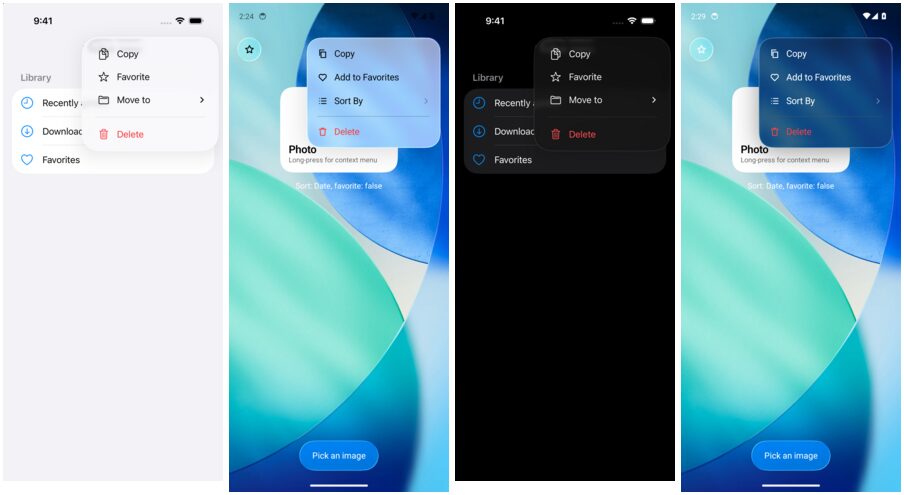 9:41
Copy
Favorite
Move to
Delete
Library
Recently
Downloa
Favorites
2:24
Copy
Add to Favorites
Sort By
Delete
Photo
Long-press for context menu
Sort: Date, favorite: false
Pick an image
9:41
Copy
Favorite
Move to
Delete
Library
Recently
Downloa
Favorites
2:29
Copy
Add to Favorites
Sort By
Delete
Photo
Long-press for context menu
Sort: Date, favorite: false
Pick an image